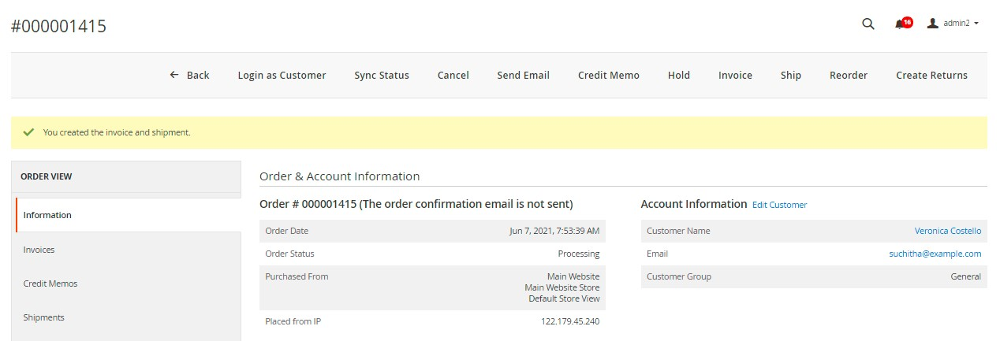 #000001415
16
admin2
← Back Login as Customer Sync Status Cancel Send Email Credit Memo Hold Invoice Ship Reorder Create Returns
You created the invoice and shipment.
ORDER VIEW
Information
Invoices
Credit Memos
Shipments
Order & Account Information
Order # 000001415 (The order confirmation email is not sent)
Order Date Jun 7, 2021, 7:53:39 AM
Order Status Processing
Purchased From Main Website
Main Website Store
Default Store View
Placed from IP 122.179.45.240
Account Information Edit Customer
Customer Name Veronica Costello
Email suchitha@example.com
Customer Group General